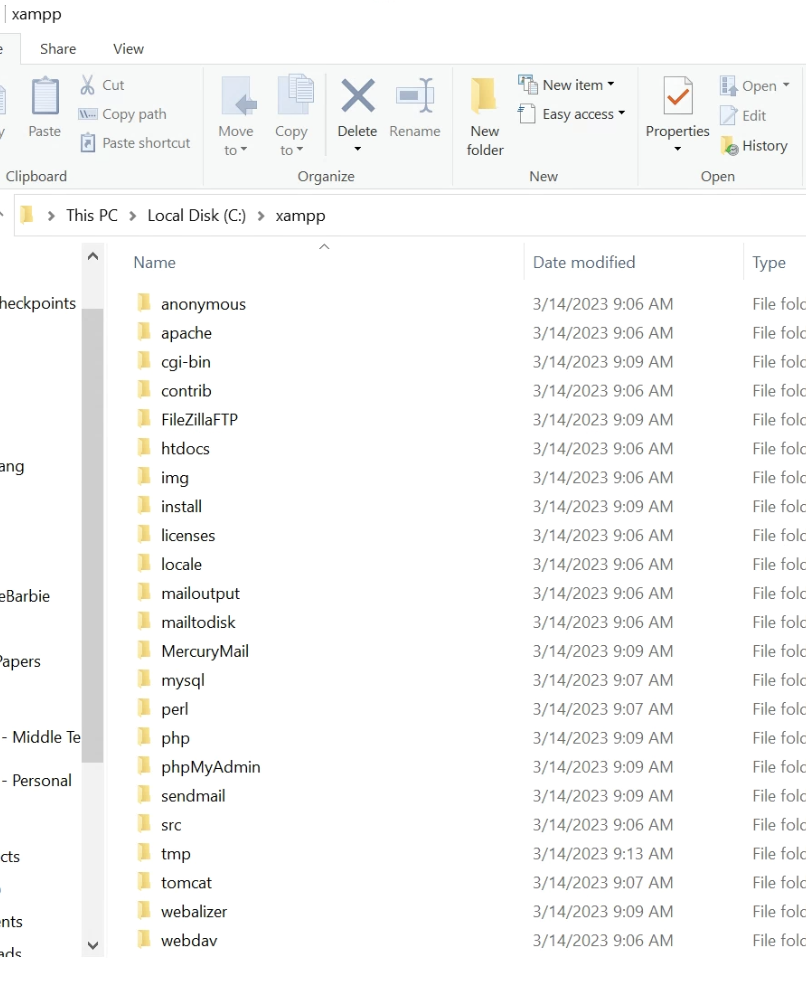 xampp
Share View
Cut
Copy path
Paste shortcut
Paste
Clipboard
Move to
Copy to
Delete
Rename
Organize
New folder
New item
Easy access
New
Properties
Open
Edit
History
Open
This PC > Local Disk (C:) > xampp
heckpoints
ang
eBarbie
Papers
- Middle Te
- Personal
cts
nts
ads
Name Date modified Type
anonymous 3/14/2023 9:06 AM File fold
apache 3/14/2023 9:06 AM File fold
cgi-bin 3/14/2023 9:09 AM File fold
contrib 3/14/2023 9:06 AM File fold
FileZillaFTP 3/14/2023 9:09 AM File fold
htdocs 3/14/2023 9:06 AM File fold
img 3/14/2023 9:06 AM File fold
install 3/14/2023 9:09 AM File fold
licenses 3/14/2023 9:06 AM File fold
locale 3/14/2023 9:06 AM File fold
mailoutput 3/14/2023 9:06 AM File fold
mailtodisk 3/14/2023 9:06 AM File fold
MercuryMail 3/14/2023 9:09 AM File fold
mysql 3/14/2023 9:07 AM File fold
perl 3/14/2023 9:07 AM File fold
php 3/14/2023 9:09 AM File fold
phpMyAdmin 3/14/2023 9:09 AM File fold
sendmail 3/14/2023 9:09 AM File fold
src 3/14/2023 9:06 AM File fold
tmp 3/14/2023 9:13 AM File fold
tomcat 3/14/2023 9:07 AM File fold
webalizer 3/14/2023 9:09 AM File fold
webdav 3/14/2023 9:06 AM File fold